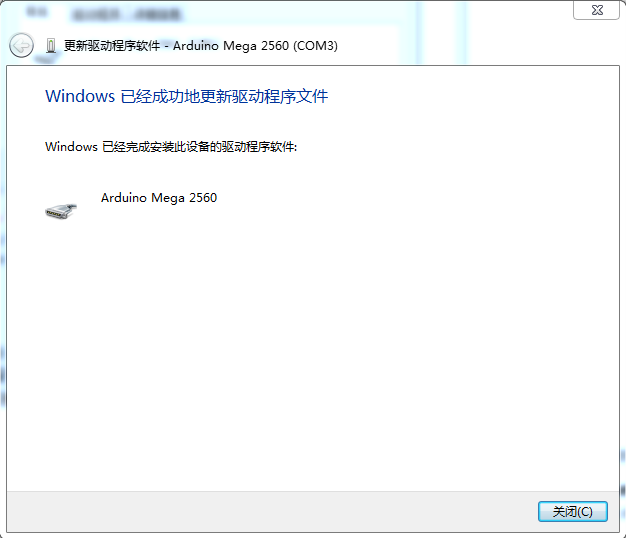 更新驱动程序软件 - Arduino Mega 2560 (COM3)
Windows 已经成功地更新驱动程序文件
Windows 已经完成安装此设备的驱动程序软件:
Arduino Mega 2560
关闭(C)